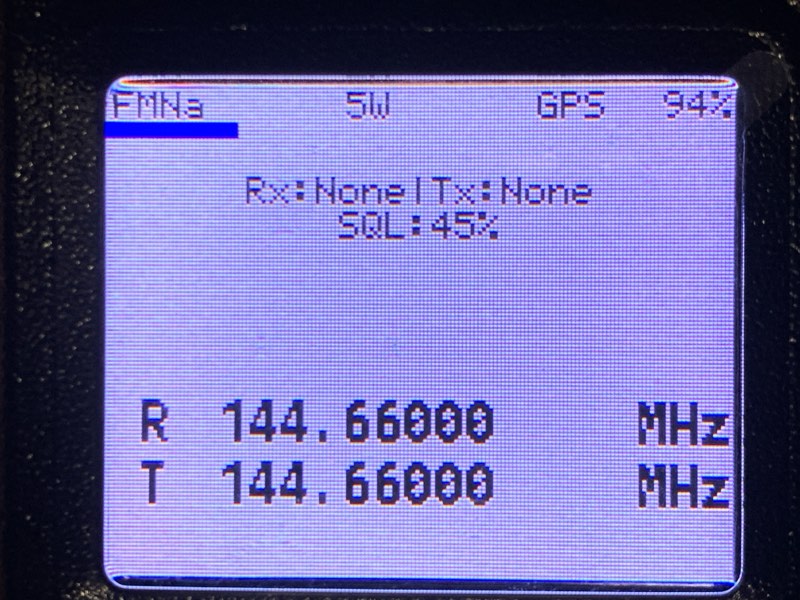 FMNa 5W GPS 94%
Rx:None|Tx:None
SQL:45%
R 144.66000 MHz
T 144.66000 MHz